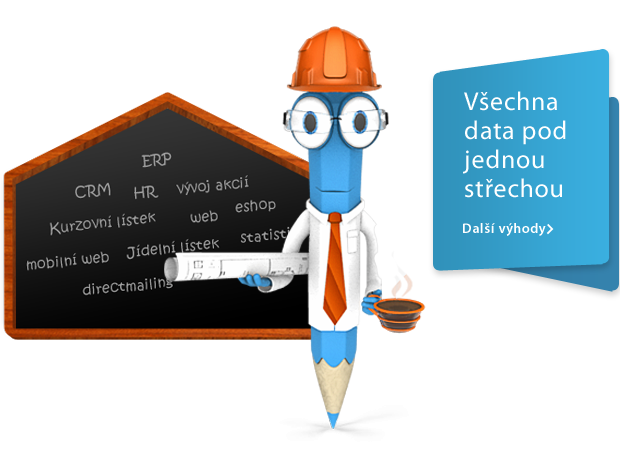 ERP
CRM HR vývoj akcií
Kurzovní lístek web eshop
mobilní web Jídelní lístek
directmailing
Všechna
data pod
jednou
střechou
Další výhody